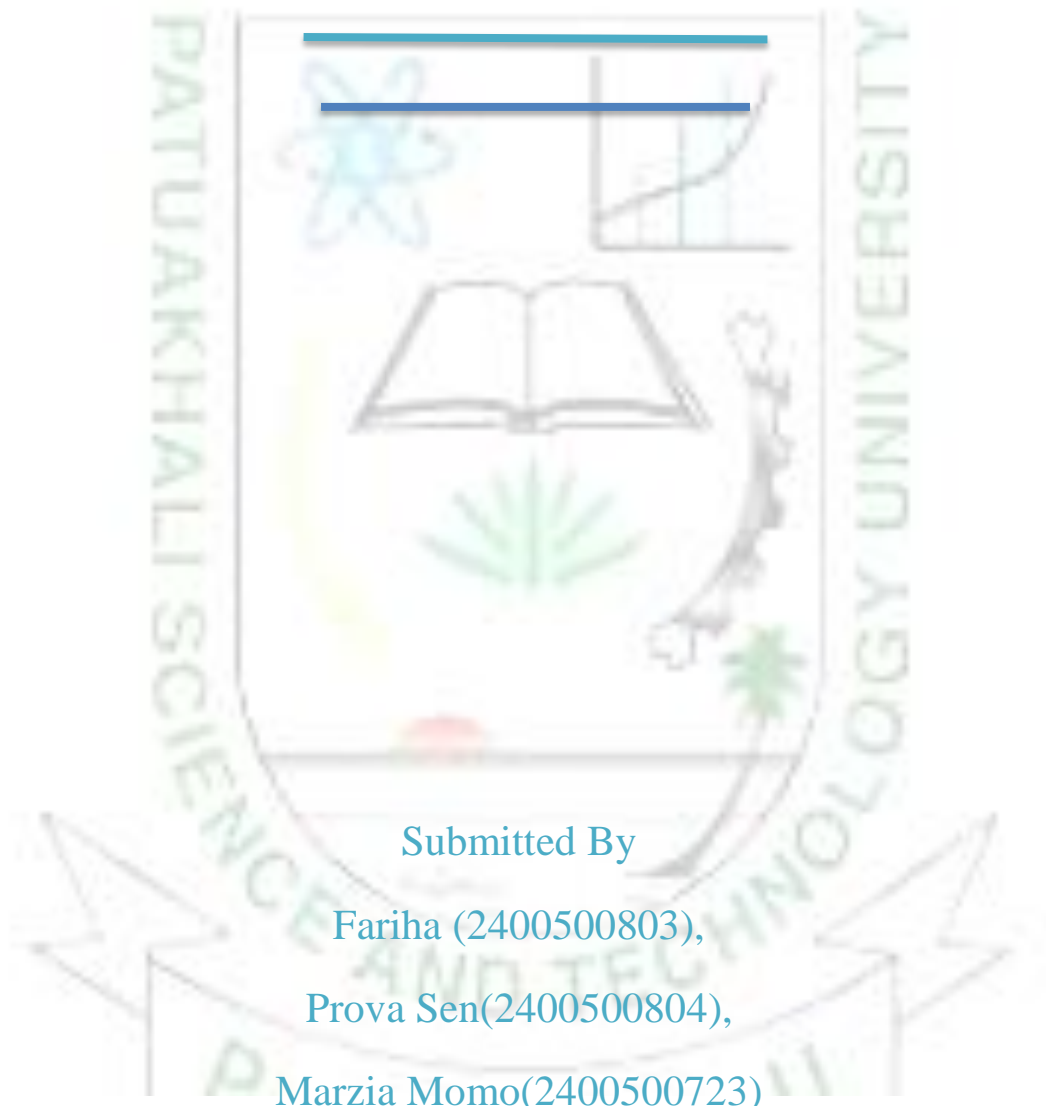 PATUAKHALI SCIENCE AND TECHNOLOGY UNIVERSITY
Submitted By
Fariha (2400500803),
Prova Sen(2400500804),
Marzia Momo(2400500723)